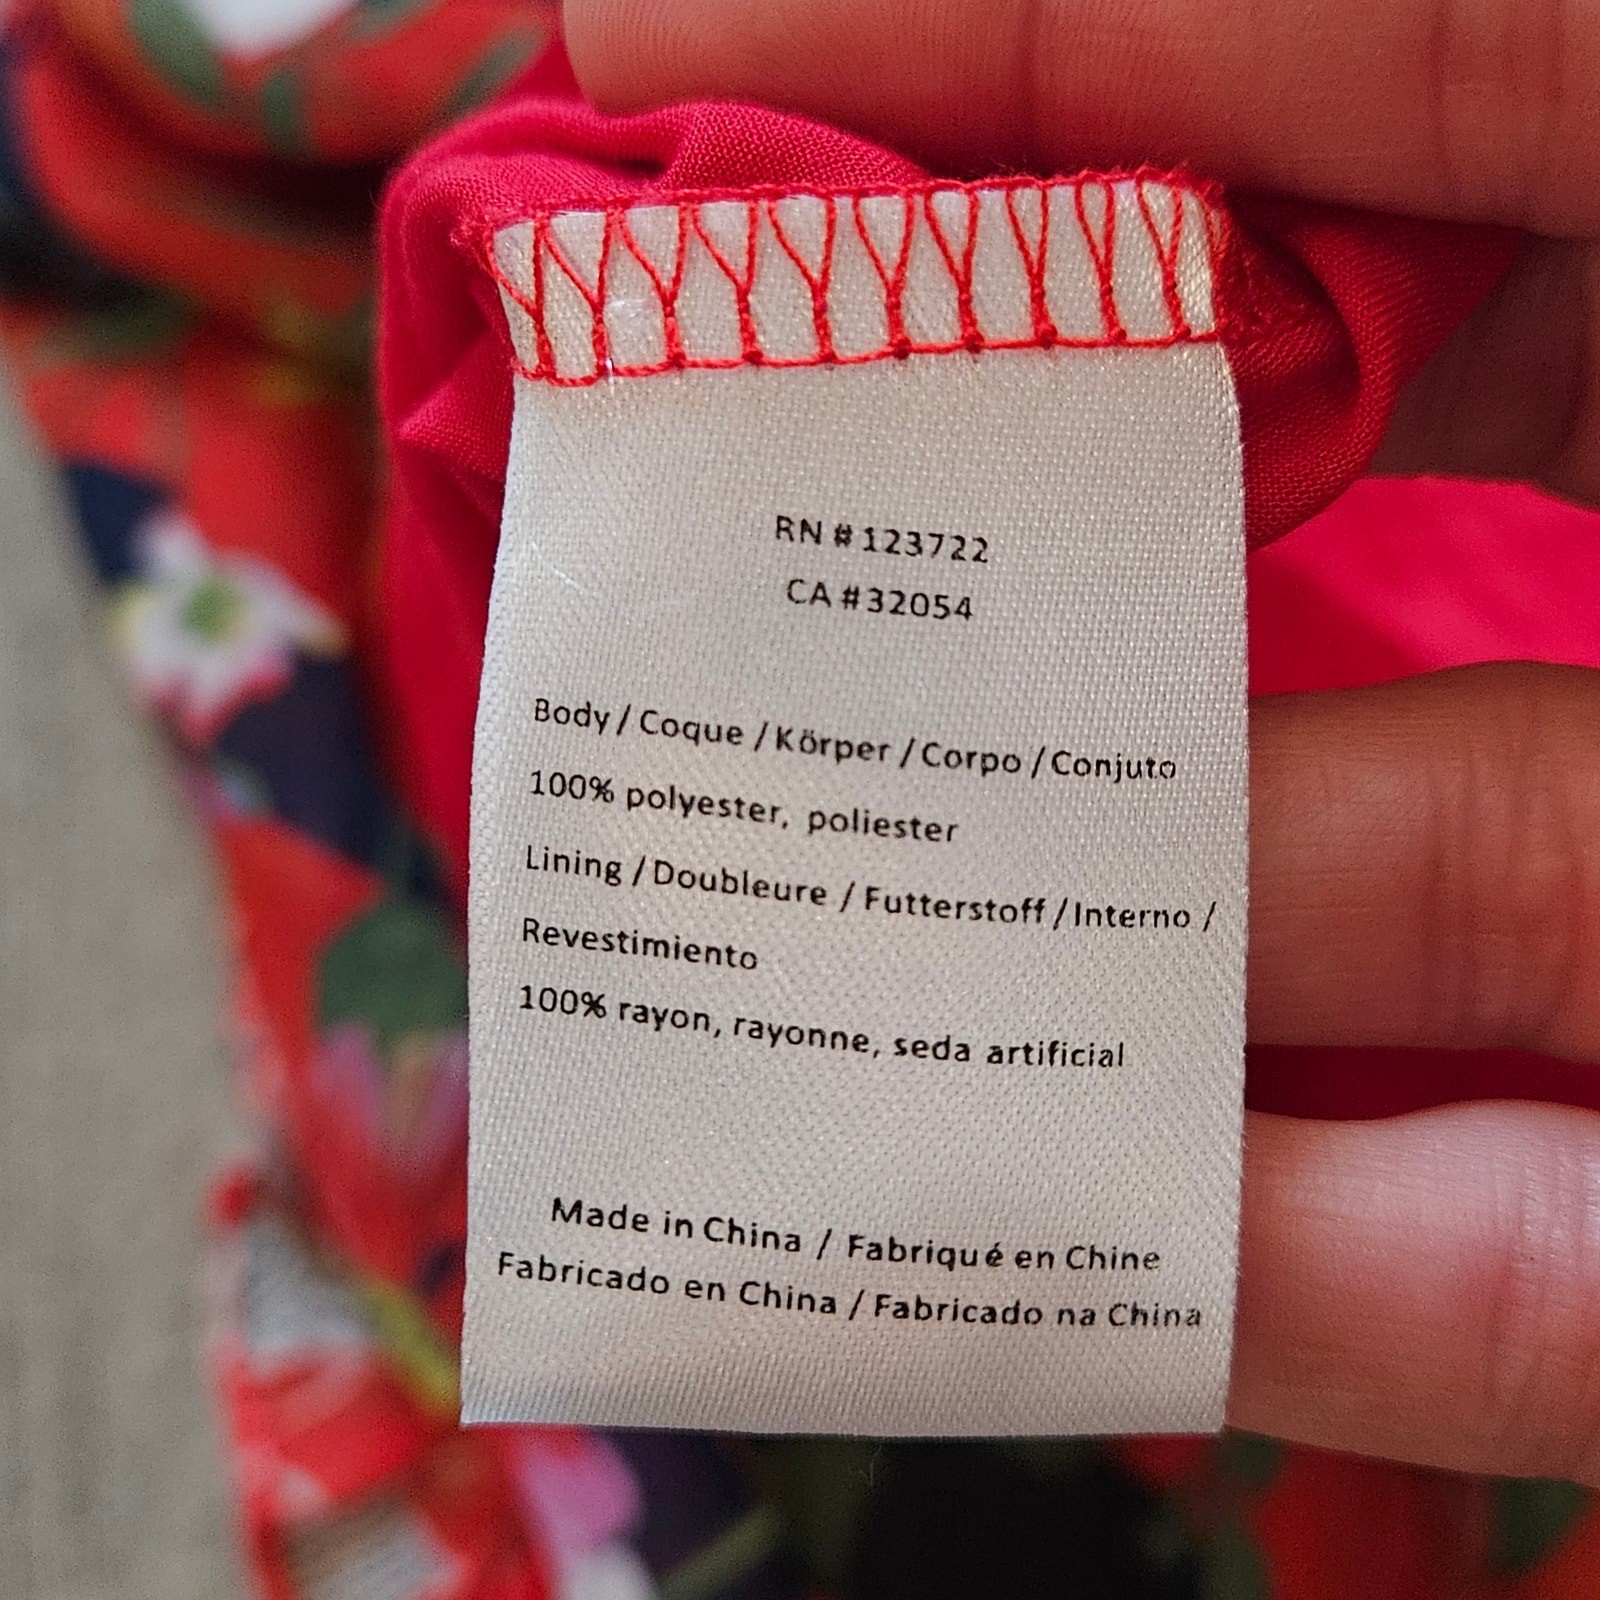 RN # 123722
CA # 32054
Body / Coque / Körper / Corpo / Conjuto
100% polyester, poliester
Lining / Doubleure / Futterstoff / Interno /
Revestimiento
100% rayon, rayonne, seda artificial
Made in China / Fabriqué en Chine
Fabricado en China / Fabricado na China